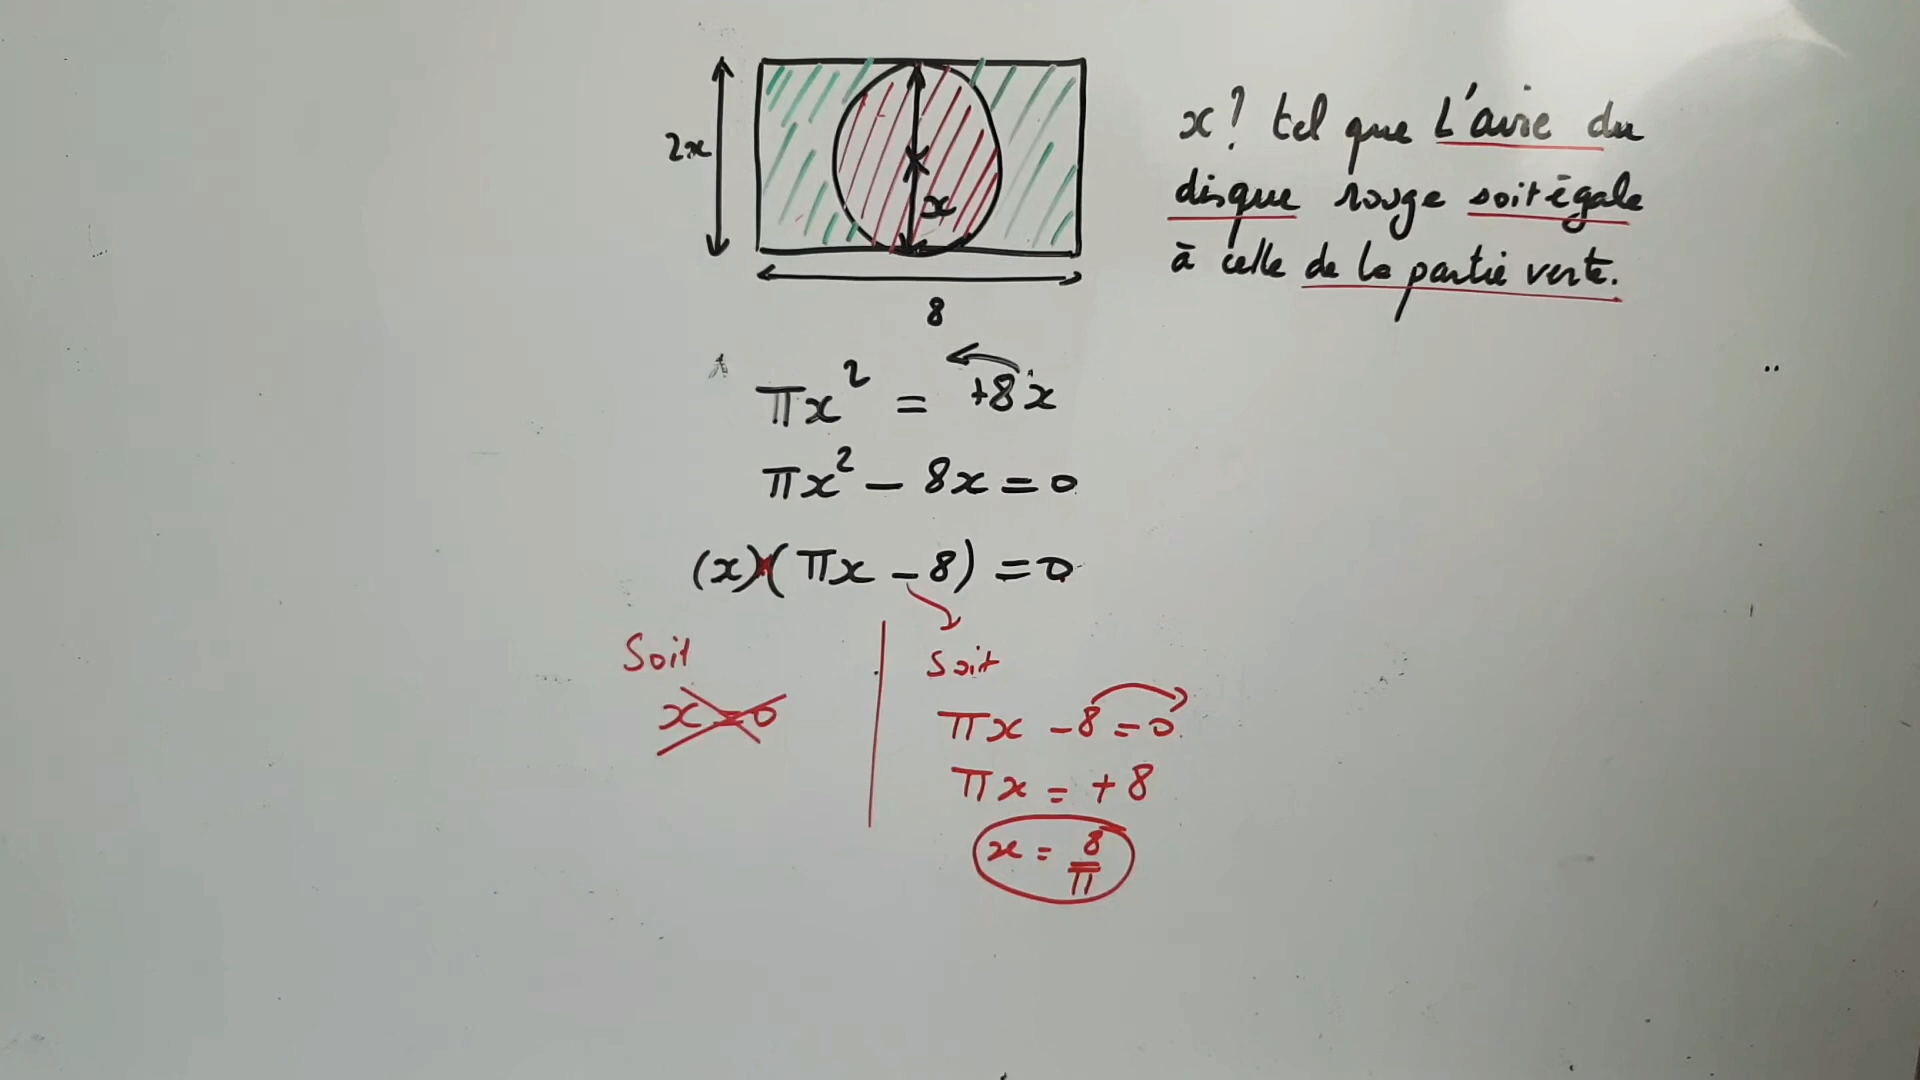 2x
x
8
x? tel que L'aire du
disque rouge soit égale
à celle de la partie verte.
πx² = +8x
πx² - 8x = 0
(x)×(πx - 8) = 0
Soit
x = 0
Soit
πx - 8 = 0
πx = +8
x = 8/π